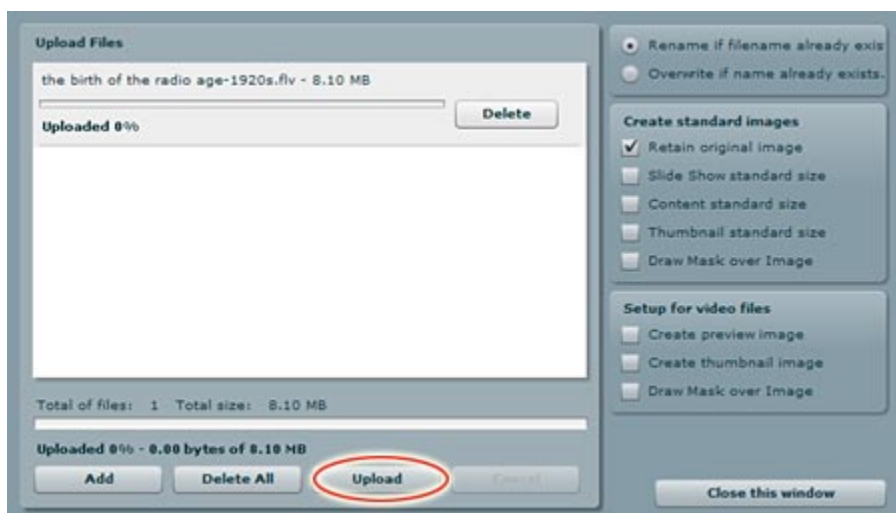 Upload Files
the birth of the radio age-1920s.flv - 8.10 MB
Delete
Uploaded 0%
Total of files: 1 Total size: 8.10 MB
Uploaded 0% - 0.00 bytes of 8.10 MB
Add
Delete All
Upload
Cancel
Rename if filename already exis
Overwrite if name already exists.
Create standard images
Retain original image
Slide Show standard size
Content standard size
Thumbnail standard size
Draw Mask over Image
Setup for video files
Create preview image
Create thumbnail image
Draw Mask over Image
Close this window